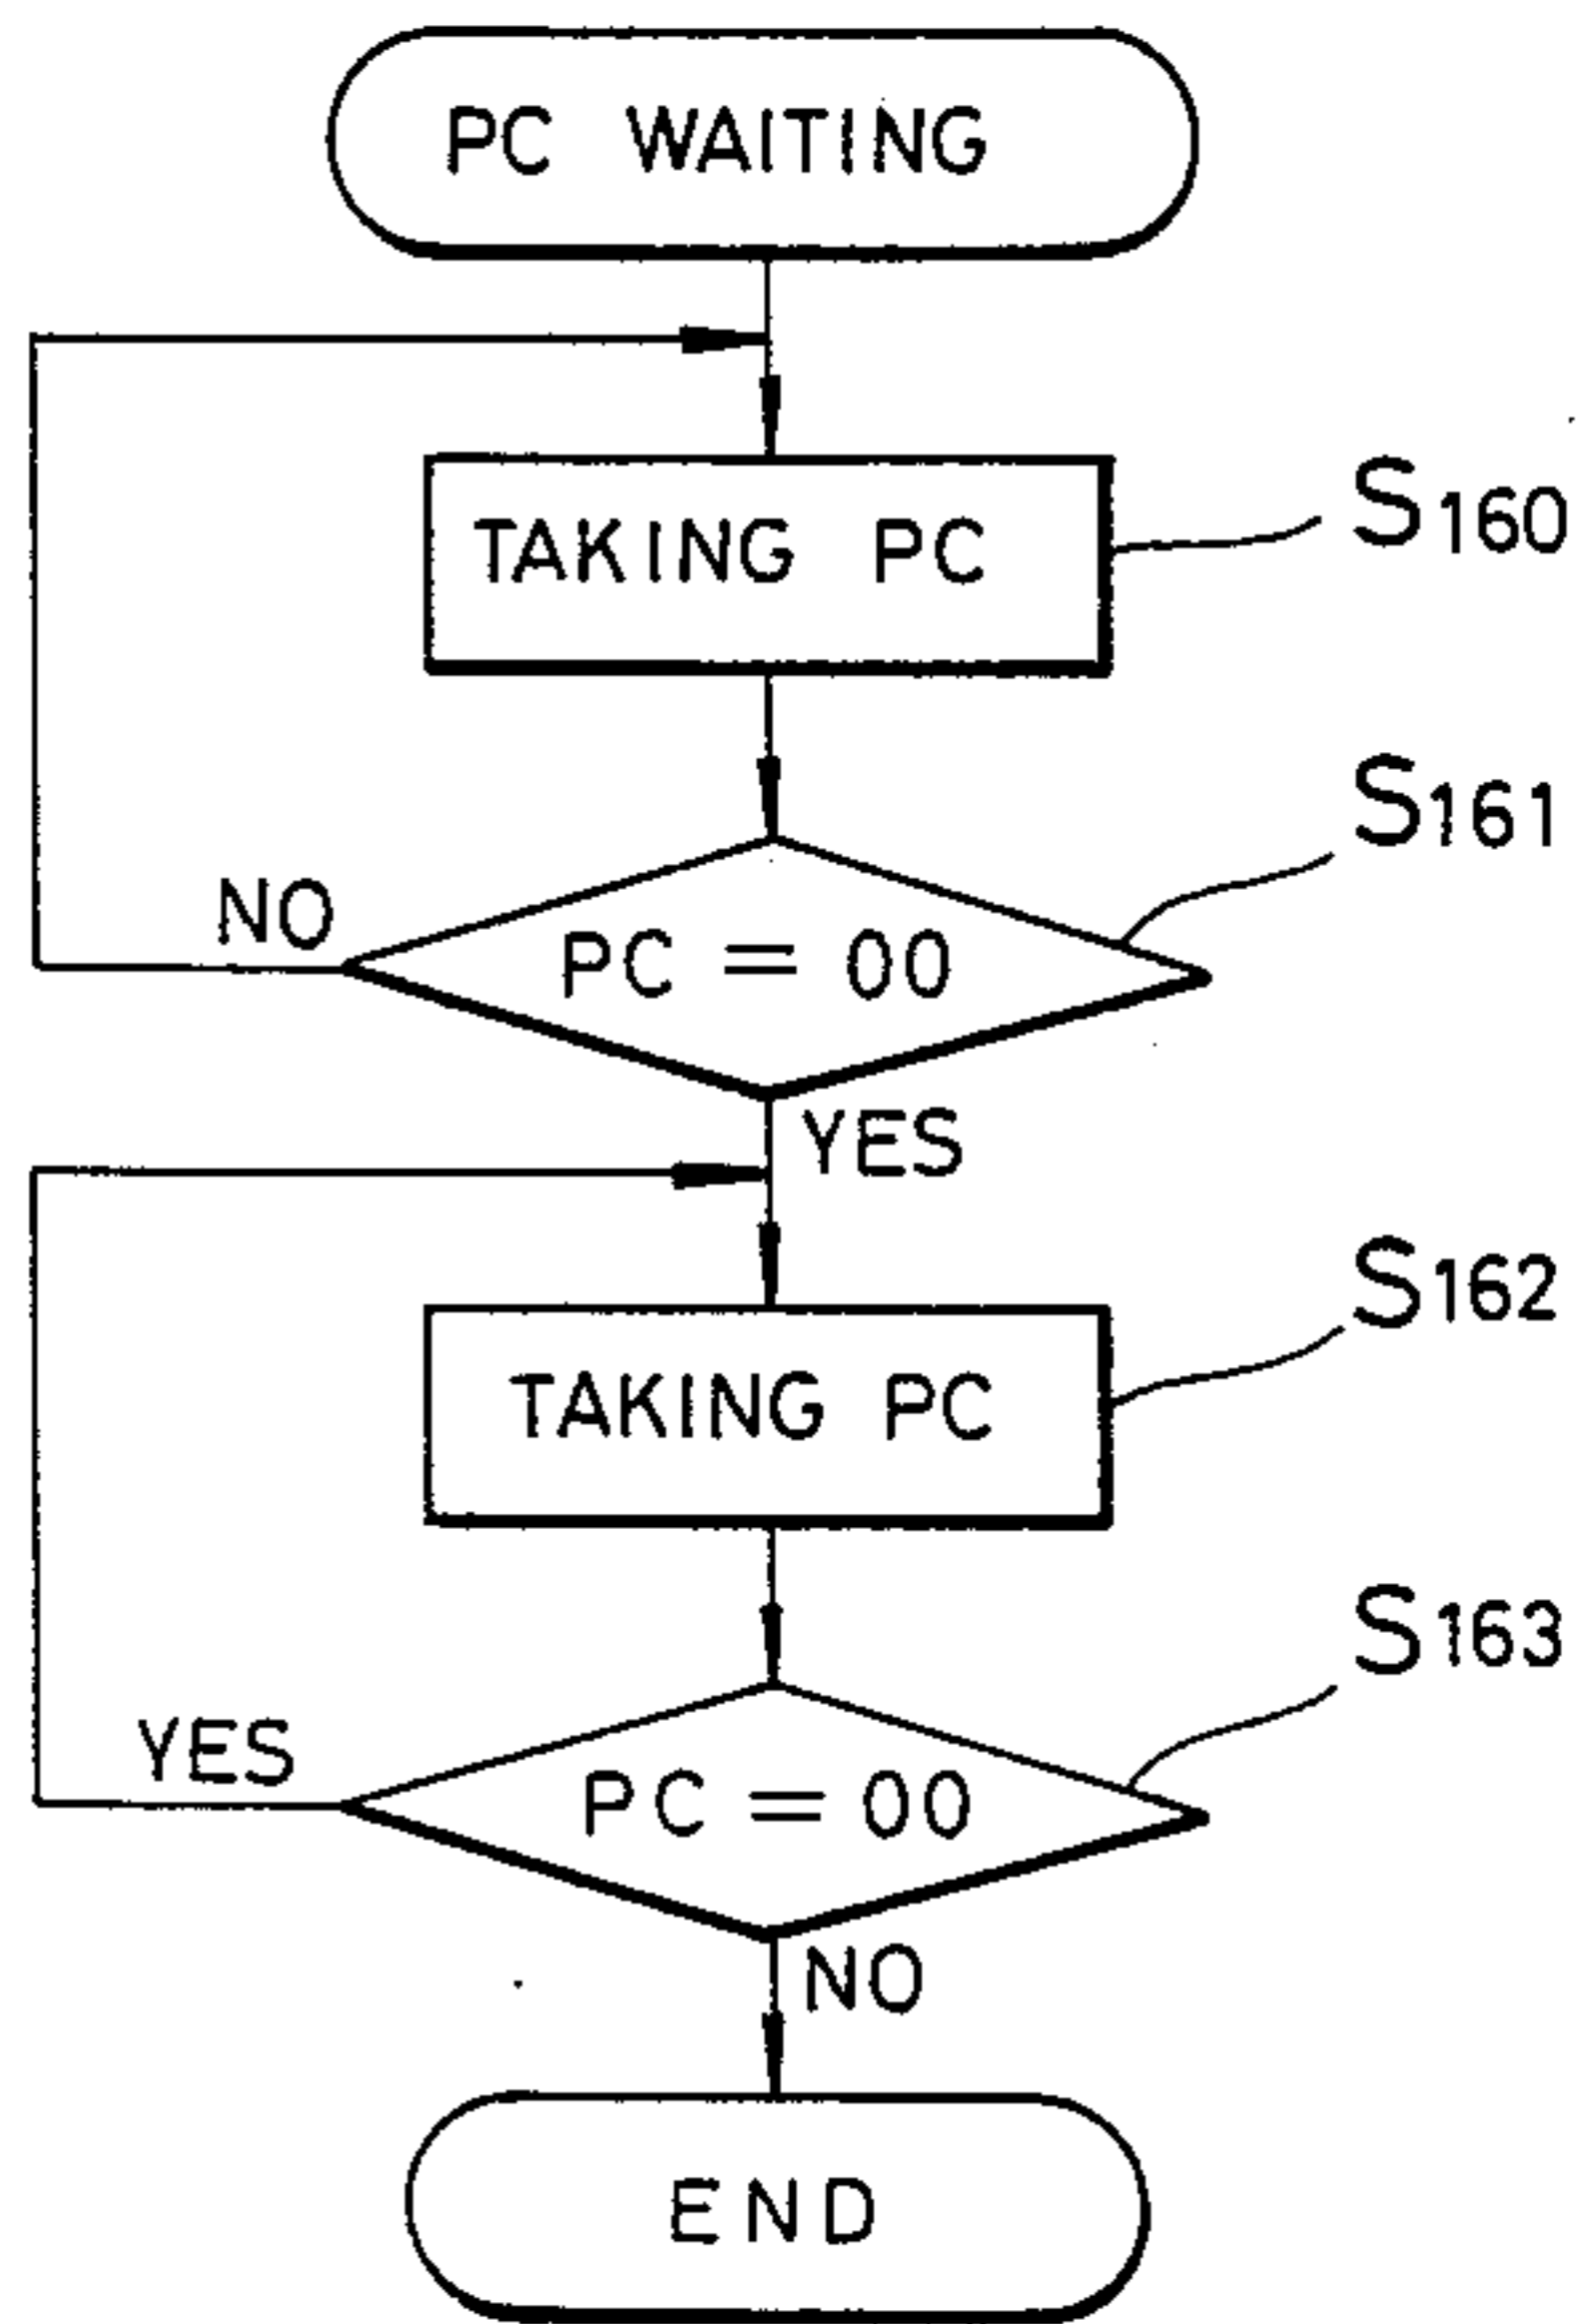 PC WAITING
TAKING PC
S160
S161
NO
PC = 00
YES
TAKING PC
S162
S163
YES
PC = 00
NO
END